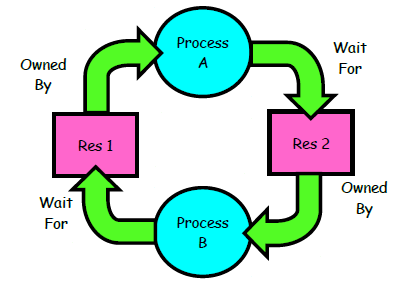 Process
A
Wait
For
Owned
By
Res 1
Res 2
Wait
For
Owned
By
Process
B